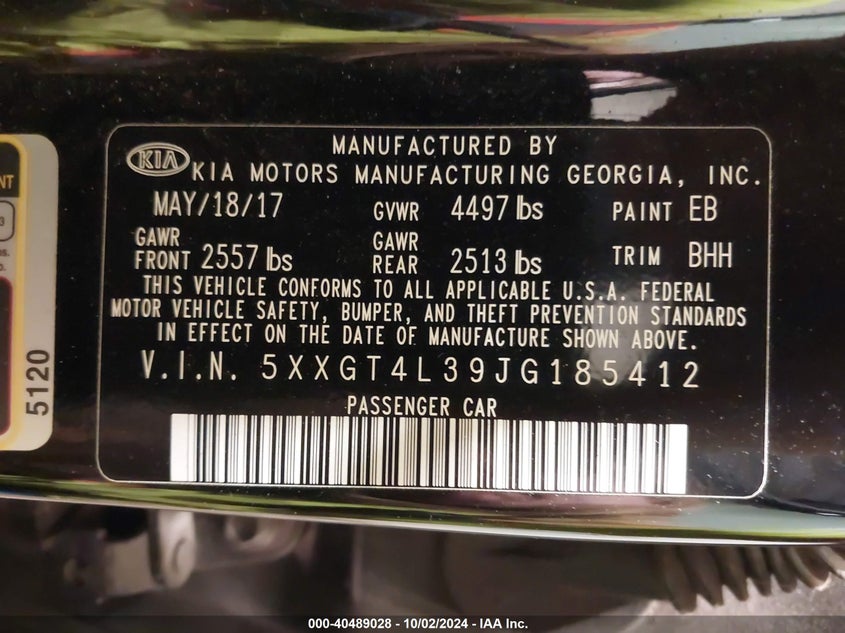 MANUFACTURED BY
KIA KIA MOTORS MANUFACTURING GEORGIA, INC.
MAY/18/17 GVWR 4497 lbs PAINT EB
GAWR FRONT 2557 lbs GAWR REAR 2513 lbs TRIM BHH
THIS VEHICLE CONFORMS TO ALL APPLICABLE U.S.A. FEDERAL
MOTOR VEHICLE SAFETY, BUMPER, AND THEFT PREVENTION STANDARDS
IN EFFECT ON THE DATE OF MANUFACTURE SHOWN ABOVE.
V.I.N. 5XXGT4L39JG185412
PASSENGER CAR
5120
000-40489028 - 10/02/2024 - IAA Inc.